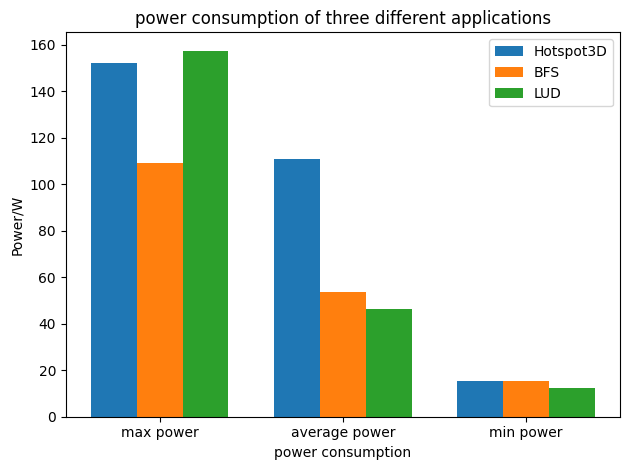 power consumption of three different applications
Hotspot3D
BFS
LUD
Power/W
160
140
120
100
80
60
40
20
0
max power
average power
min power
power consumption